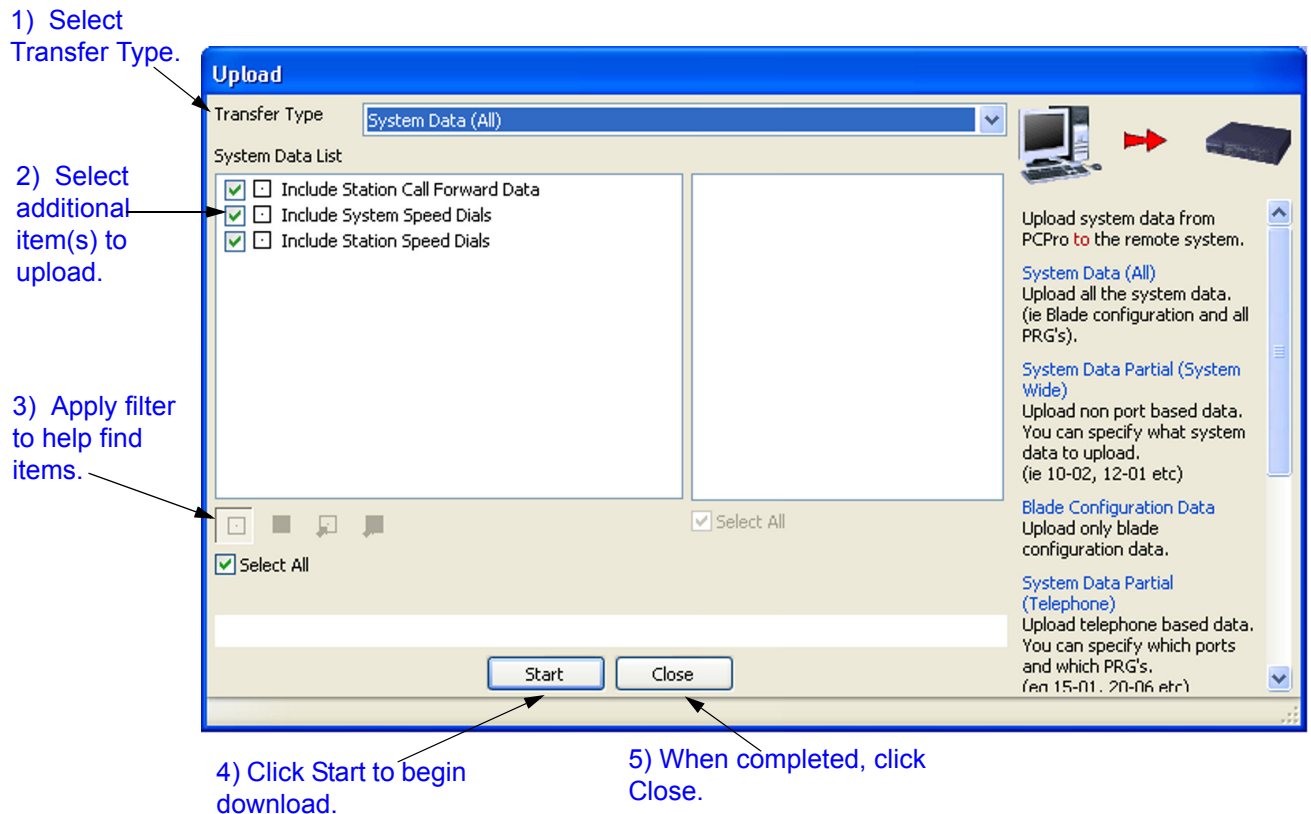 1) Select
Transfer Type.
Upload
Transfer Type
System Data (All)
System Data List
2) Select
additional
item(s) to
upload.
Include Station Call Forward Data
Include System Speed Dials
Include Station Speed Dials
3) Apply filter
to help find
items.
Select All
Select All
Start
Close
Upload system data from
PCPro to the remote system.
System Data (All)
Upload all the system data.
(ie Blade configuration and all
PRG's).
System Data Partial (System
Wide)
Upload non port based data.
You can specify what system
data to upload.
(ie 10-02, 12-01 etc)
Blade Configuration Data
Upload only blade
configuration data.
System Data Partial
(Telephone)
Upload telephone based data.
You can specify which ports
and which PRG's.
(eg 15-01, 20-06 etc)
4) Click Start to begin
download.
5) When completed, click
Close.